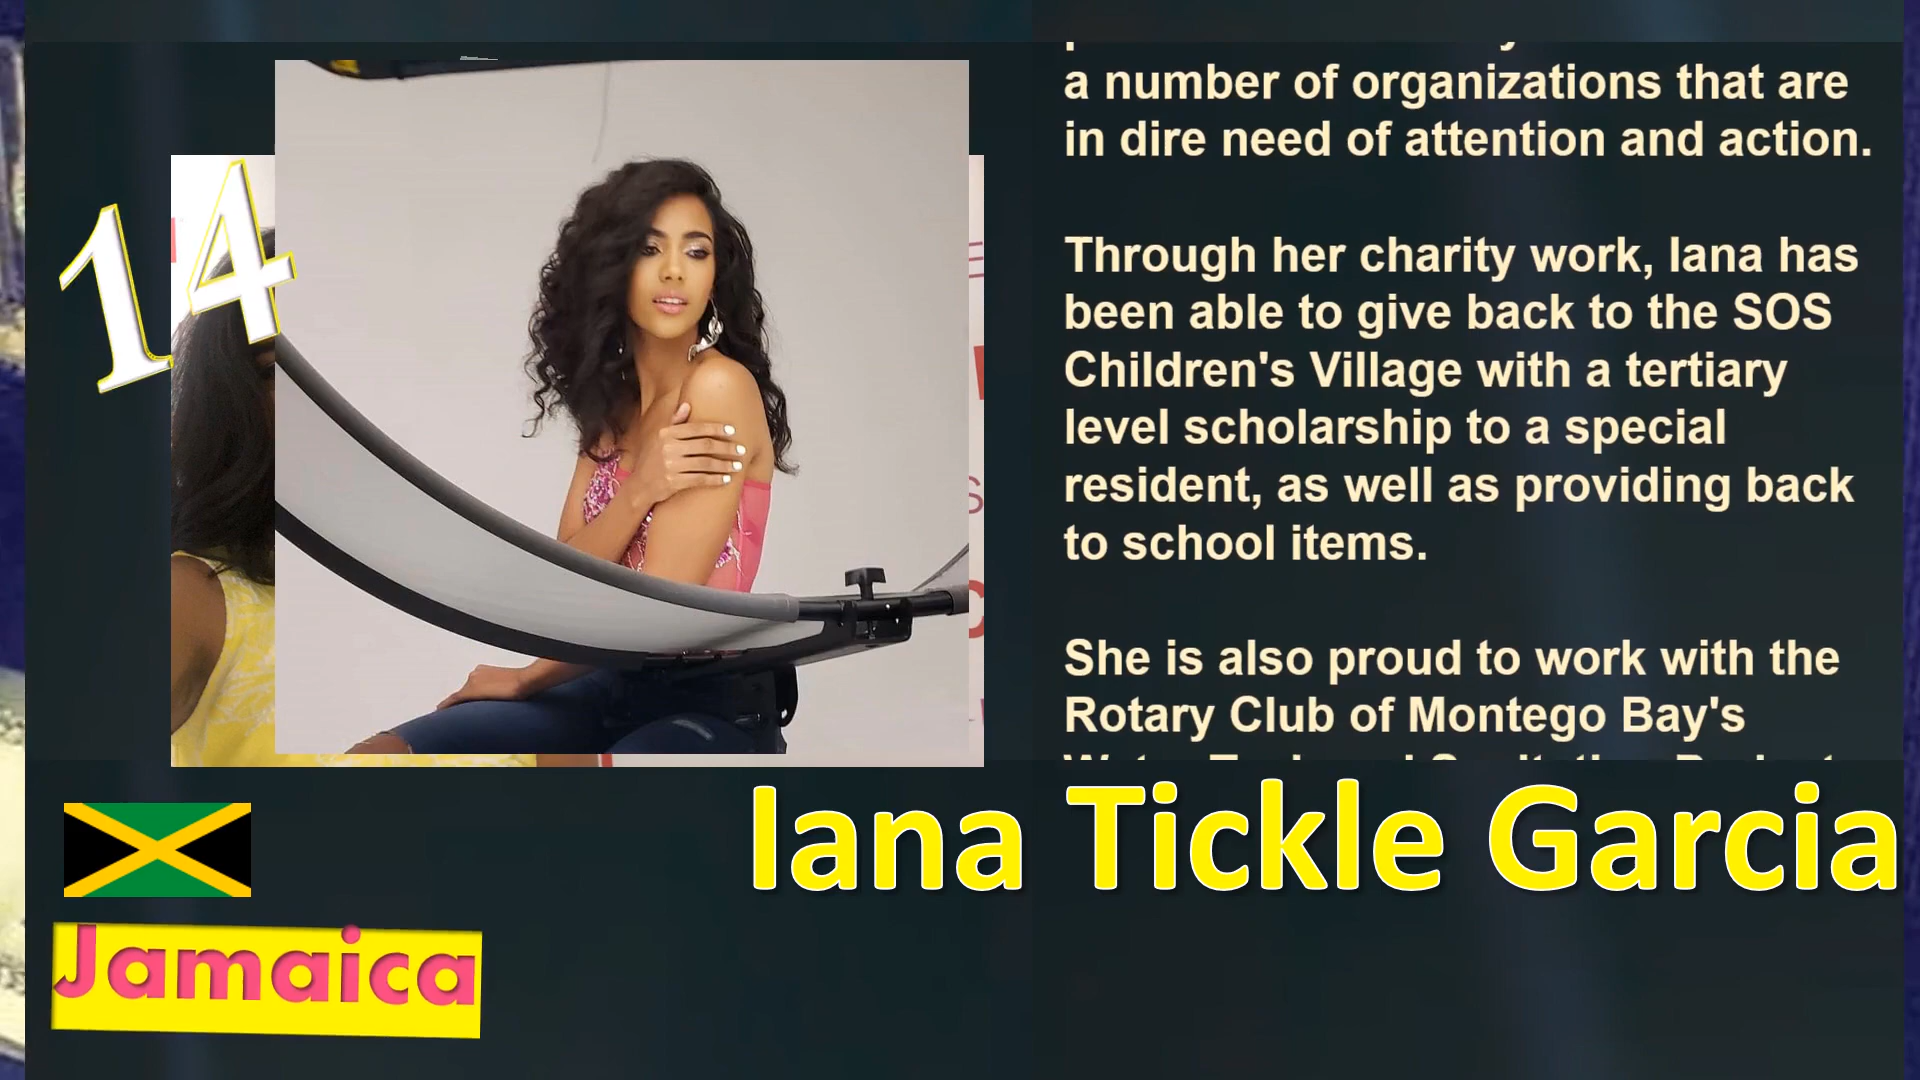 14
a number of organizations that are
in dire need of attention and action.
Through her charity work, Iana has
been able to give back to the SOS
Children's Village with a tertiary
level scholarship to a special
resident, as well as providing back
to school items.
She is also proud to work with the
Rotary Club of Montego Bay's
Iana Tickle Garcia
Jamaica